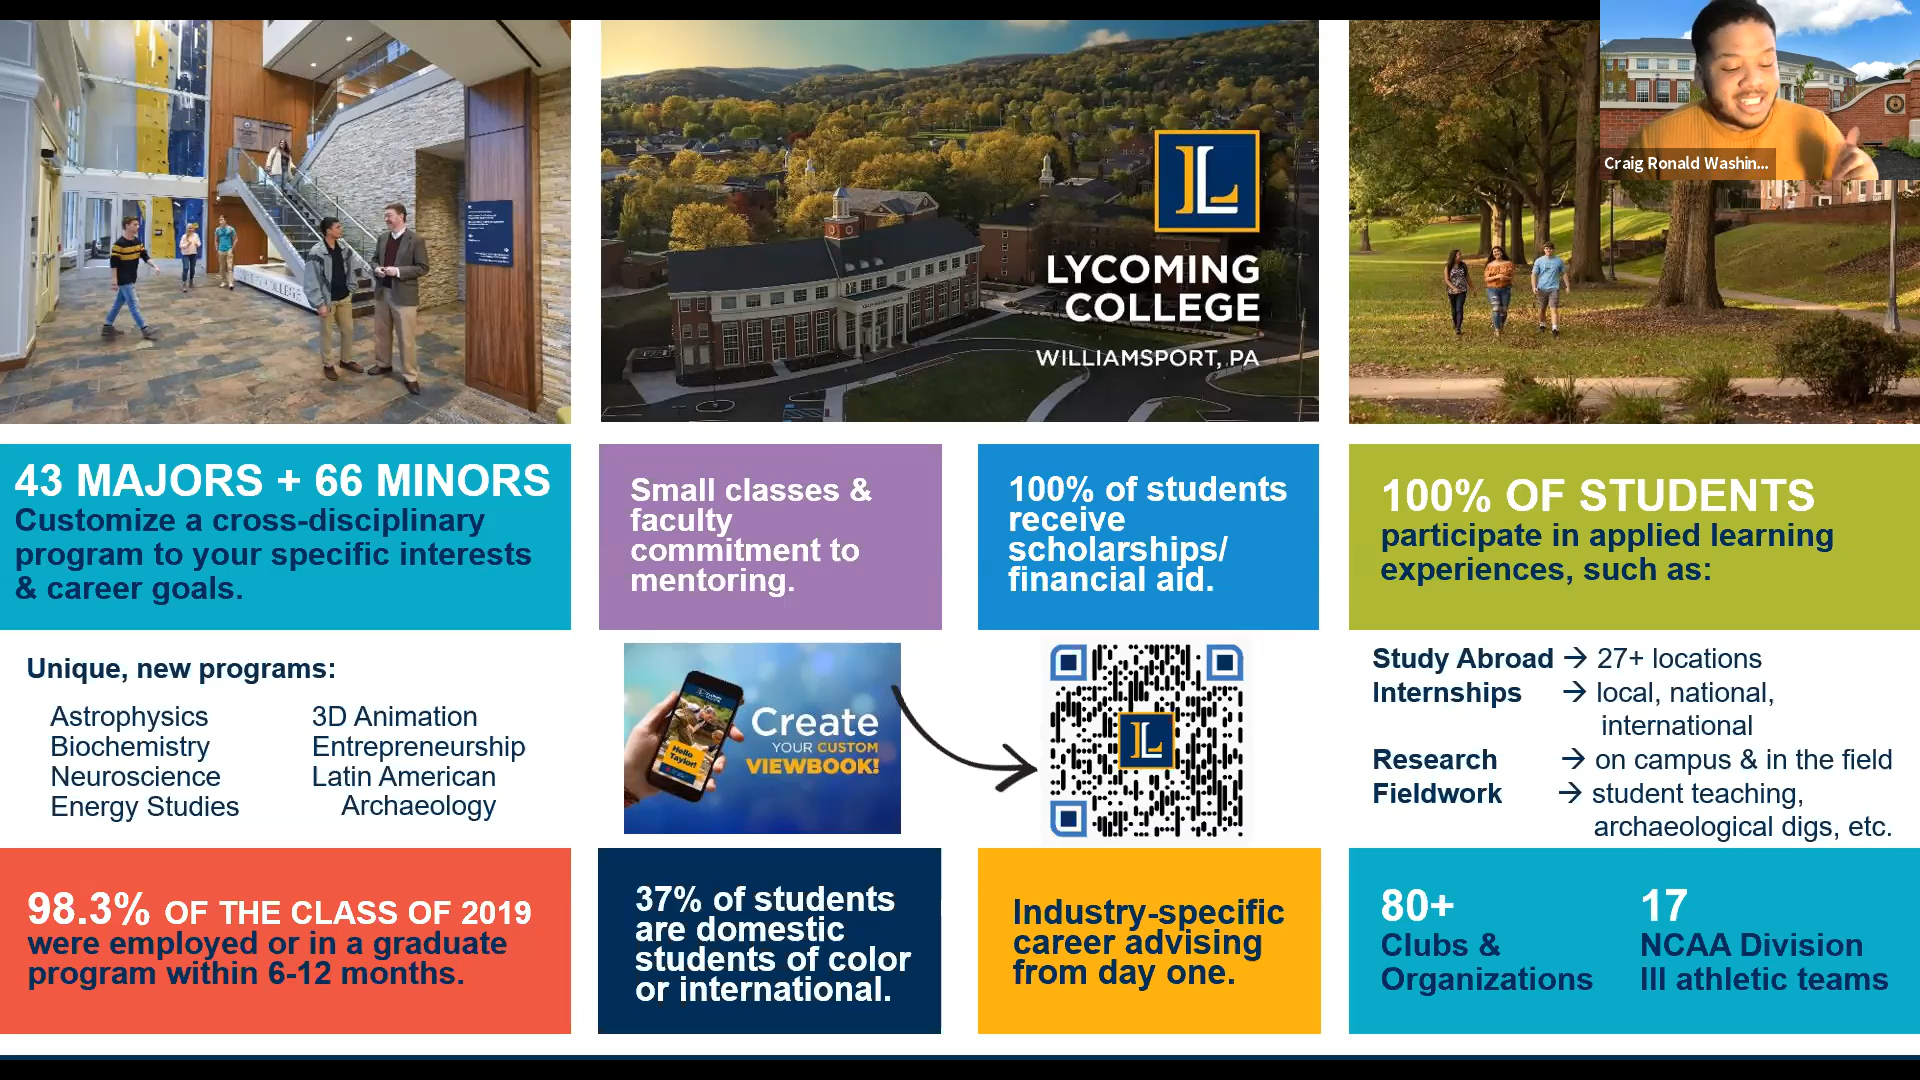 LYCOMING
COLLEGE
WILLIAMSPORT, PA
Craig Ronald Washin...
43 MAJORS + 66 MINORS
Customize a cross-disciplinary
program to your specific interests
& career goals.
Unique, new programs:
Astrophysics
Biochemistry
Neuroscience
Energy Studies
3D Animation
Entrepreneurship
Latin American
Archaeology
98.3% OF THE CLASS OF 2019
were employed or in a graduate
program within 6-12 months.
Small classes &
faculty
commitment to
mentoring.
100% of students
receive
scholarships/
financial aid.
Hello
Taylor!
Create
YOUR CUSTOM
VIEWBOOK!
37% of students
are domestic
students of color
or international.
Industry-specific
career advising
from day one.
100% OF STUDENTS
participate in applied learning
experiences, such as:
Study Abroad → 27+ locations
Internships → local, national,
international
Research → on campus & in the field
Fieldwork → student teaching,
archaeological digs, etc.
80+
Clubs &
Organizations
17
NCAA Division
III athletic teams